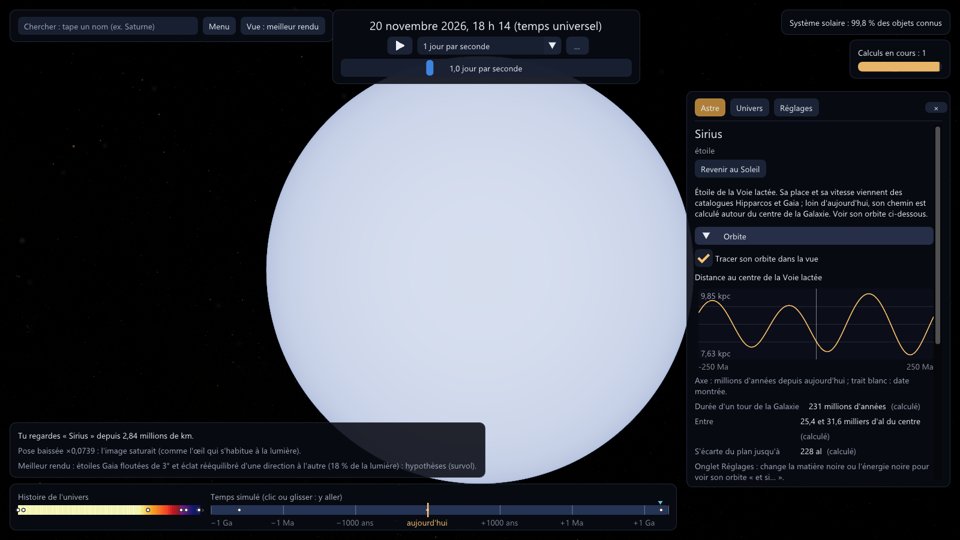 Chercher : tape un nom (ex. Saturne)
Menu
Vue : meilleur rendu
20 novembre 2026, 18 h 14 (temps universel)
1 jour par seconde
...
1,0 jour par seconde
Système solaire : 99,8 % des objets connus
Calculs en cours : 1
Astre
Univers
Réglages
×
Sirius
étoile
Revenir au Soleil
Étoile de la Voie lactée. Sa place et sa vitesse viennent des
catalogues Hipparcos et Gaia ; loin d'aujourd'hui, son chemin est
calculé autour du centre de la Galaxie. Voir son orbite ci-dessous.
Orbite
Tracer son orbite dans la vue
Distance au centre de la Voie lactée
9,85 kpc
7,63 kpc
-250 Ma
250 Ma
Axe : millions d'années depuis aujourd'hui ; trait blanc : date
montrée.
Durée d'un tour de la Galaxie 231 millions d'années (calculé)
Entre 25,4 et 31,6 milliers d'al du centre
(calculé)
S'écarte du plan jusqu'à 228 al (calculé)
Onglet Réglages : change la matière noire ou l'énergie noire pour
voir son orbite « et si... ».
Tu regardes « Sirius » depuis 2,84 millions de km.
Pose baissée ×0,0739 : l'image saturait (comme l'œil qui s'habitue à la lumière).
Meilleur rendu : étoiles Gaia floutées de 3° et éclat rééquilibré d'une direction à l'autre (18 % de la lumière) : hypothèses (survol).
Histoire de l'univers
Temps simulé (clic ou glisser : y aller)
−1 Ga
−1 Ma
−1000 ans
aujourd'hui
+1000 ans
+1 Ma
+1 Ga